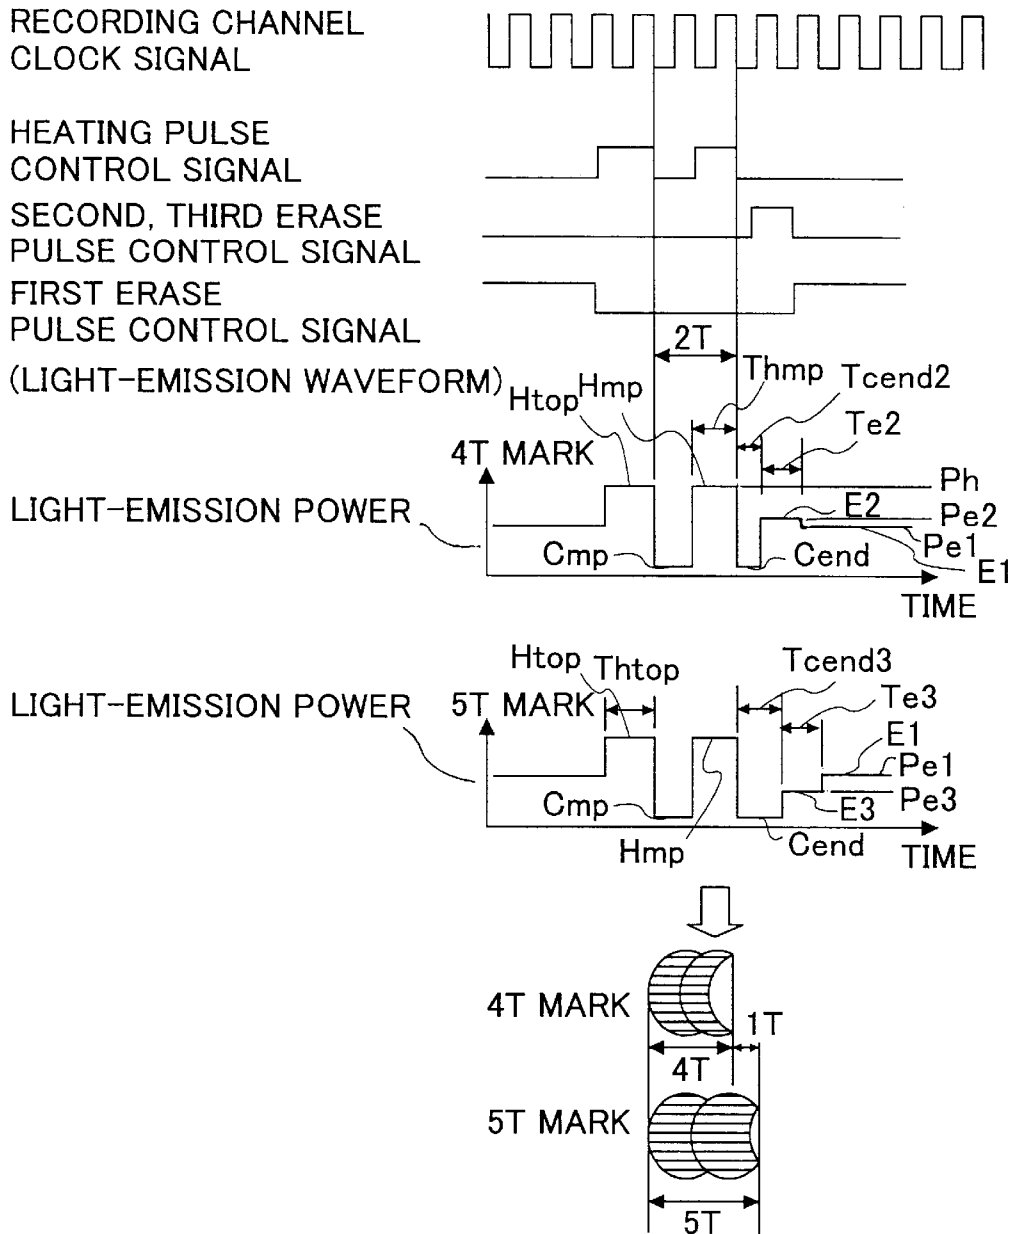 RECORDING CHANNEL
CLOCK SIGNAL
HEATING PULSE
CONTROL SIGNAL
SECOND, THIRD ERASE
PULSE CONTROL SIGNAL
FIRST ERASE
PULSE CONTROL SIGNAL
2T
(LIGHT-EMISSION WAVEFORM)
Htop
Hmp
Thmp
Tcend2
Te2
4T MARK
LIGHT-EMISSION POWER
Ph
E2
Pe2
Pe1
E1
Cmp
Cend
TIME
Htop
Thtop
Tcend3
Te3
5T MARK
LIGHT-EMISSION POWER
E1
Pe1
Pe3
E3
Cmp
Hmp
Cend
TIME
4T MARK
1T
4T
5T MARK
5T